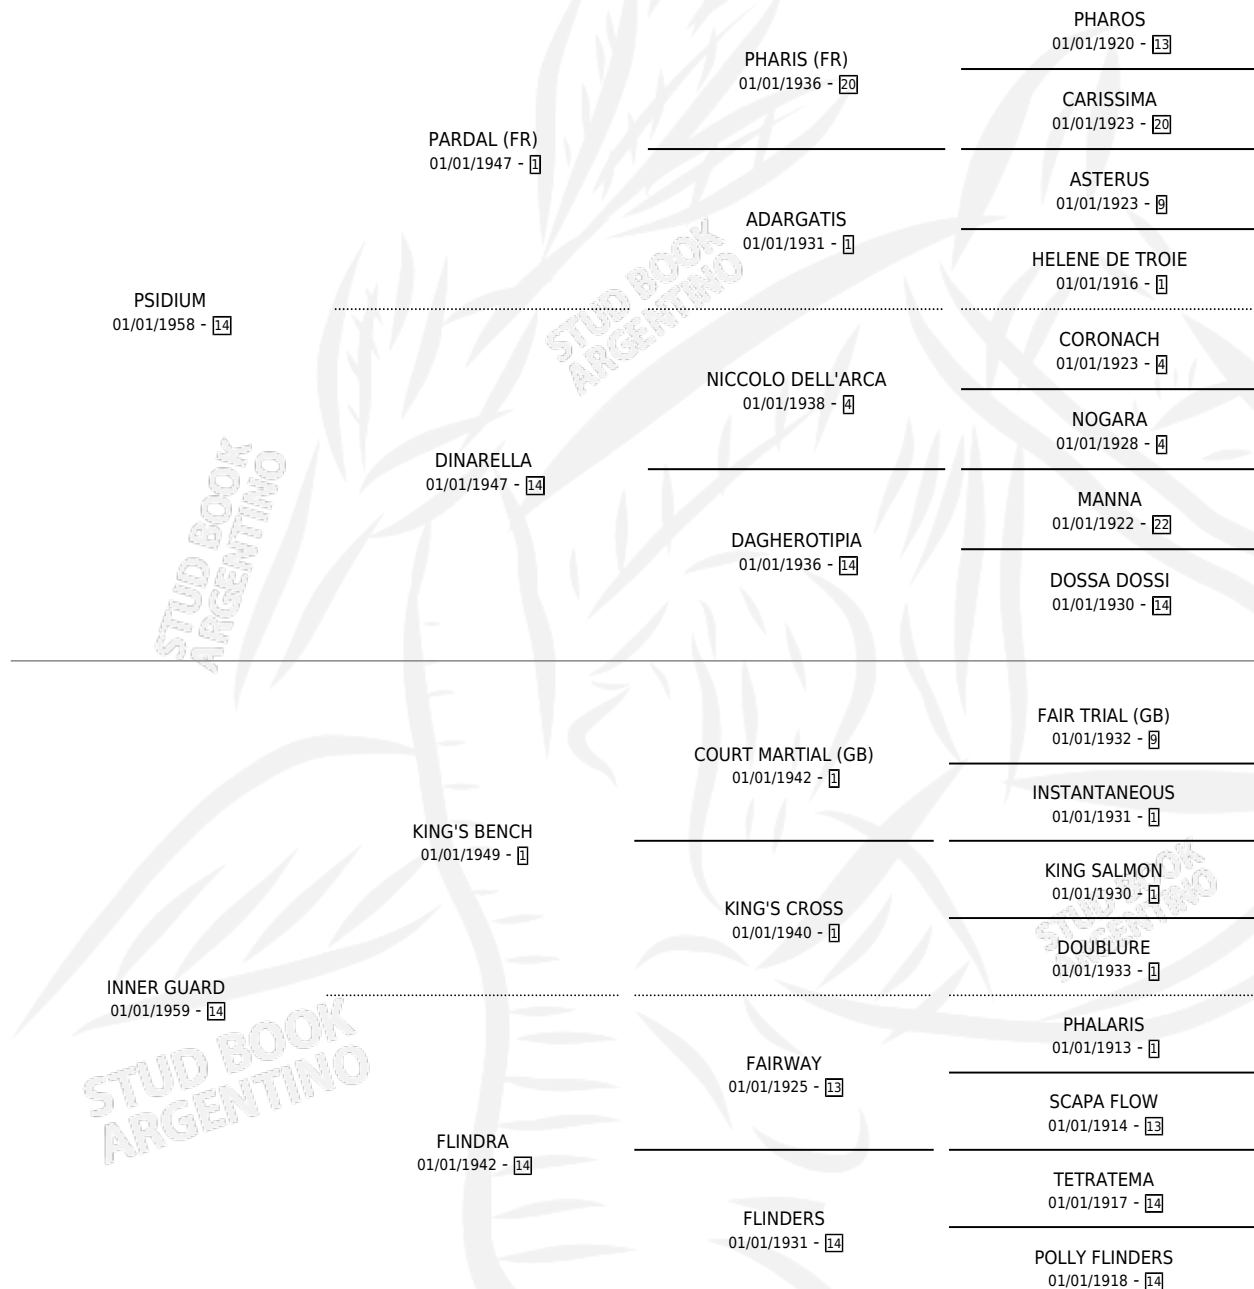 PHAROS
01/01/1920 - 13
PHARIS (FR)
01/01/1936 - 20
CARISSIMA
01/01/1923 - 20
PARDAL (FR)
01/01/1947 - 1
ASTERUS
01/01/1923 - 9
ADARGATIS
01/01/1931 - 1
HELENE DE TROIE
01/01/1916 - 1
PSIDIUM
01/01/1958 - 14
CORONACH
01/01/1923 - 4
NICCOLO DELL'ARCA
01/01/1938 - 4
NOGARA
01/01/1928 - 4
DINARELLA
01/01/1947 - 14
MANNA
01/01/1922 - 22
DAGHEROTIPIA
01/01/1936 - 14
DOSSA DOSSI
01/01/1930 - 14
STUD BOOK
ARGENTINO
STUD BOOK
ARGENTINO
FAIR TRIAL (GB)
01/01/1932 - 9
COURT MARTIAL (GB)
01/01/1942 - 1
INSTANTANEOUS
01/01/1931 - 1
KING'S BENCH
01/01/1949 - 1
KING SALMON
01/01/1930 - 1
KING'S CROSS
01/01/1940 - 1
DOUBLURE
01/01/1933 - 1
INNER GUARD
01/01/1959 - 14
PHALARIS
01/01/1913 - 1
FAIRWAY
01/01/1925 - 13
SCAPA FLOW
01/01/1914 - 13
FLINDRA
01/01/1942 - 14
TETRATEMA
01/01/1917 - 14
FLINDERS
01/01/1931 - 14
POLLY FLINDERS
01/01/1918 - 14
STUD BOOK
ARGENTINO
STUD BOOK
ARGENTINO